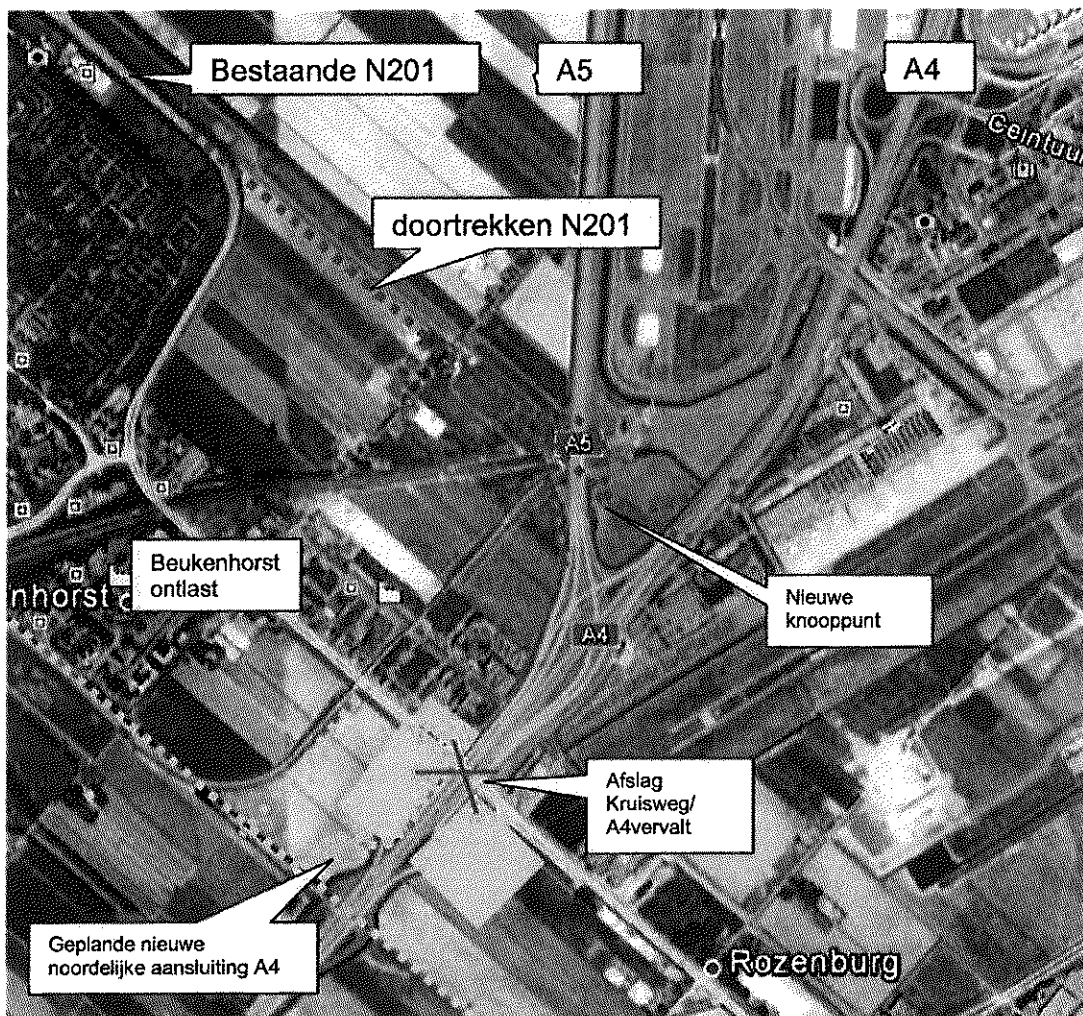 Bestaande N201
A5
A4
Ceintuu
doortrekken N201
A5
Beukenhorst
ontlast
nhorst
Nieuwe
knooppunt
A4
Afslag
Kruisweg/
A4vervalt
Geplande nieuwe
noordelijke aansluiting A4
Rozenburg